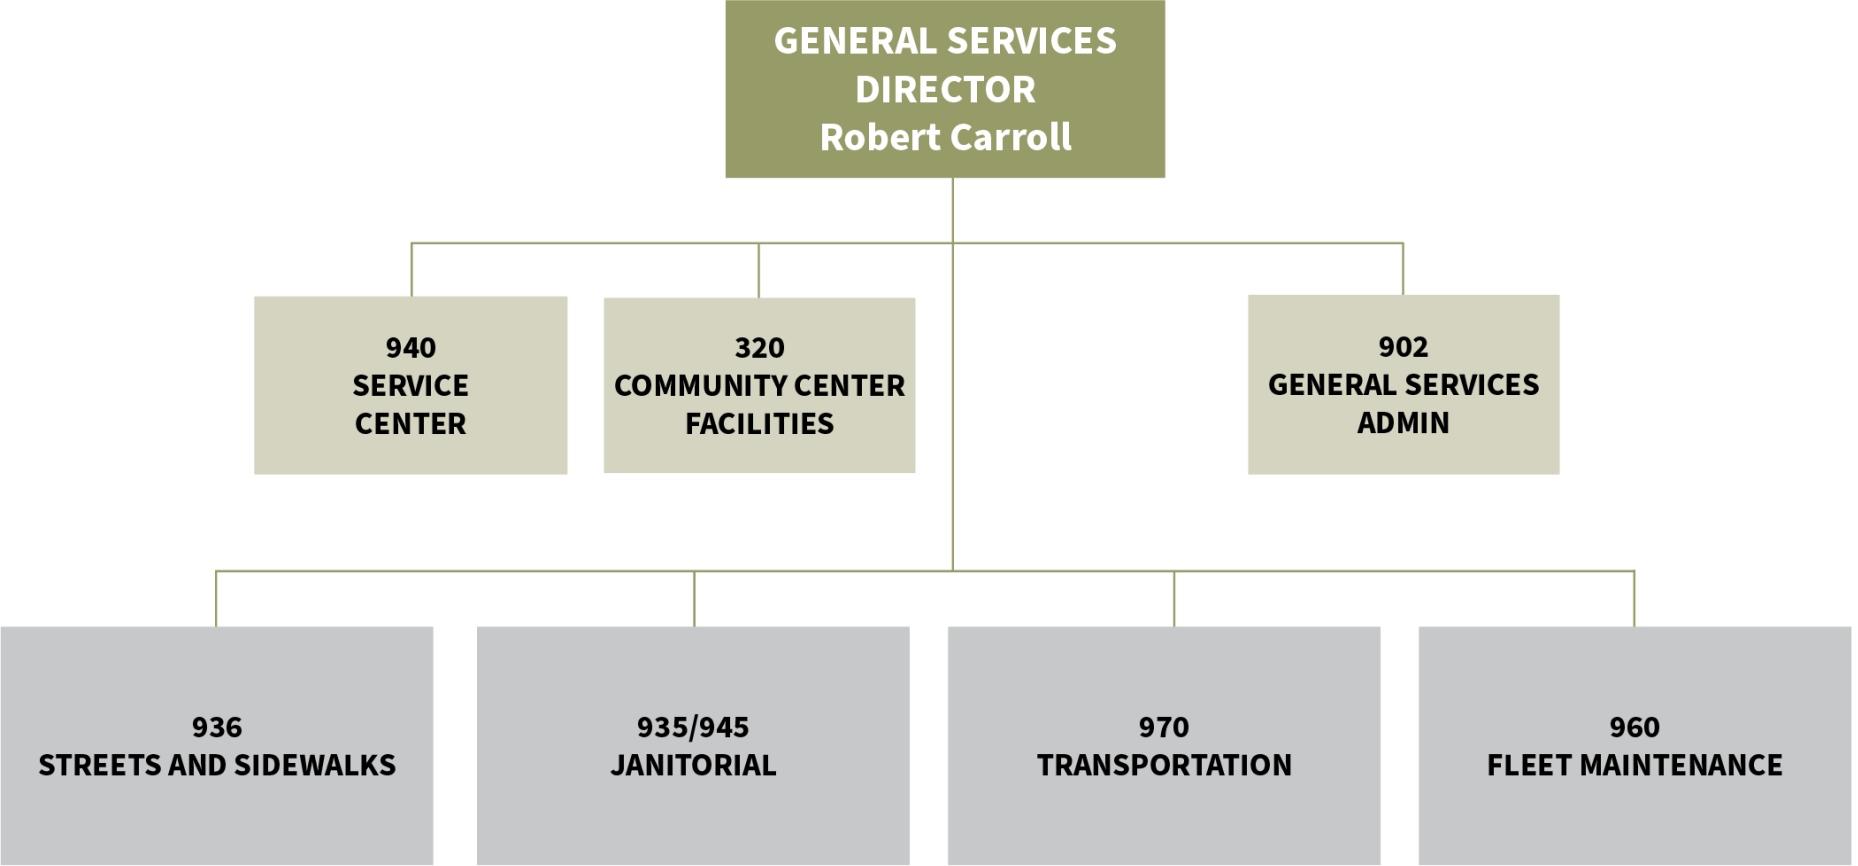 GENERAL SERVICES
DIRECTOR
Robert Carroll
940
SERVICE
CENTER
320
COMMUNITY CENTER
FACILITIES
902
GENERAL SERVICES
ADMIN
936
STREETS AND SIDEWALKS
935/945
JANITORIAL
970
TRANSPORTATION
960
FLEET MAINTENANCE